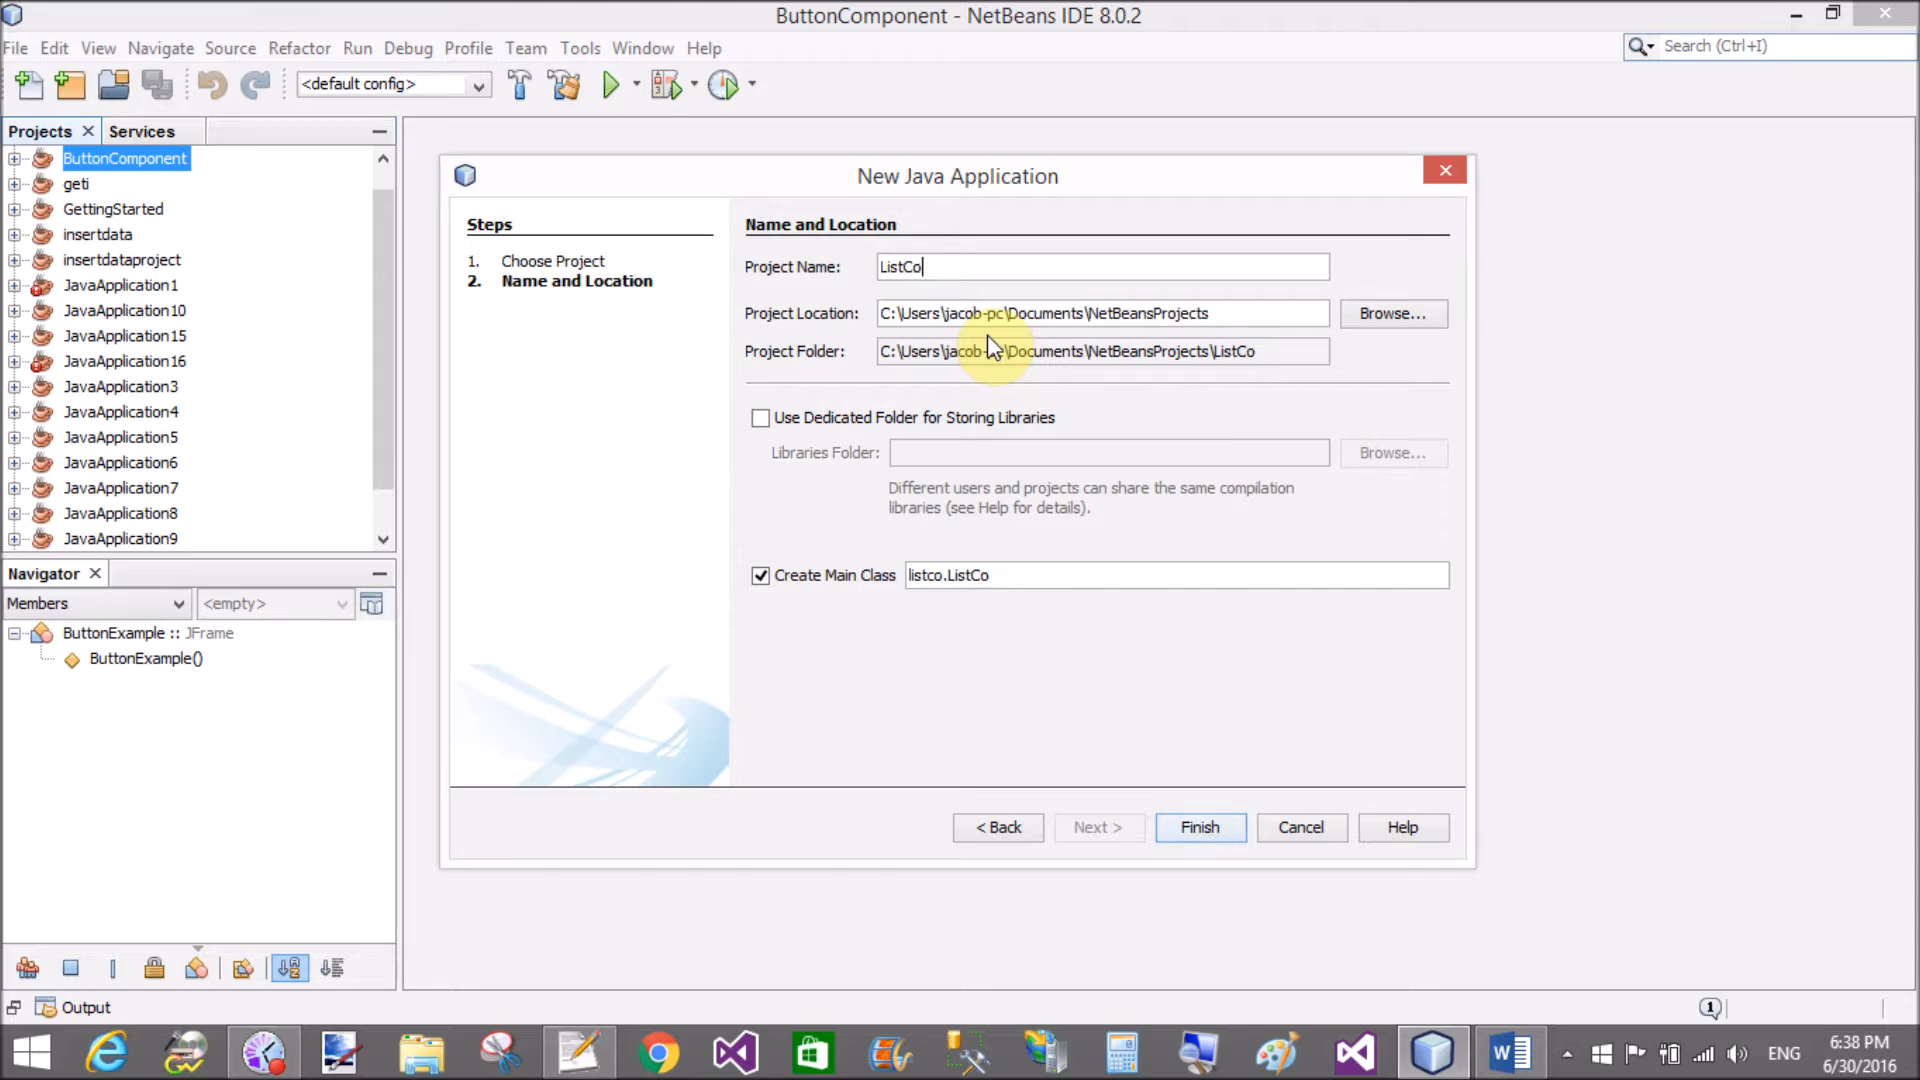 ButtonComponent - NetBeans IDE 8.0.2
File Edit View Navigate Source Refactor Run Debug Profile Team Tools Window Help
Search (Ctrl+I)
<default config>
Projects Services
ButtonComponent
geti
GettingStarted
insertdata
insertdataproject
JavaApplication1
JavaApplication10
JavaApplication15
JavaApplication16
JavaApplication3
JavaApplication4
JavaApplication5
JavaApplication6
JavaApplication7
JavaApplication8
JavaApplication9
Navigator
Members <empty>
ButtonExample :: JFrame
ButtonExample()
New Java Application
Steps
1. Choose Project
2. Name and Location
Name and Location
Project Name: ListCo
Project Location: C:\Users\jacob-pc\Documents\NetBeansProjects Browse...
Project Folder: \Documents\NetBeansProjects\ListCo
Use Dedicated Folder for Storing Libraries
Libraries Folder: Browse...
Different users and projects can share the same compilation
libraries (see Help for details).
Create Main Class listco.ListCo
< Back Next > Finish Cancel Help
Output
1
ENG
6:38 PM
6/30/2016